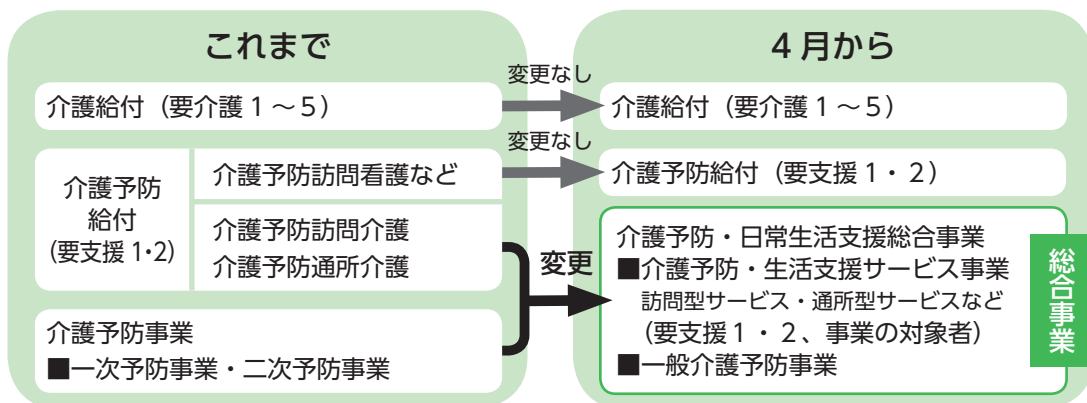 これまで
介護給付（要介護1～5）
介護予防
給付
(要支援1・2)
介護予防訪問看護など
介護予防訪問介護
介護予防通所介護
介護予防事業
■一次予防事業・二次予防事業
変更なし
変更なし
変更
4月から
介護給付（要介護1～5）
介護予防給付（要支援1・2）
介護予防・日常生活支援総合事業
■介護予防・生活支援サービス事業
訪問型サービス・通所型サービスなど
（要支援1・2、事業の対象者）
■一般介護予防事業
総合事業